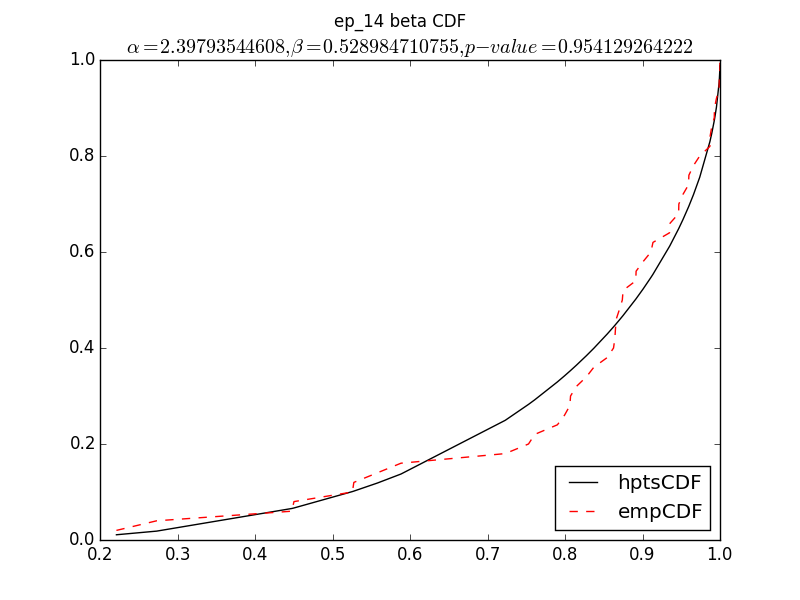 ep_14 beta CDF
α=2.39793544608,β=0.528984710755,p−value=0.954129264222
1.0
0.8
0.6
0.4
0.2
0.0
0.2 0.3 0.4 0.5 0.6 0.7 0.8 0.9 1.0
hptsCDF
empCDF